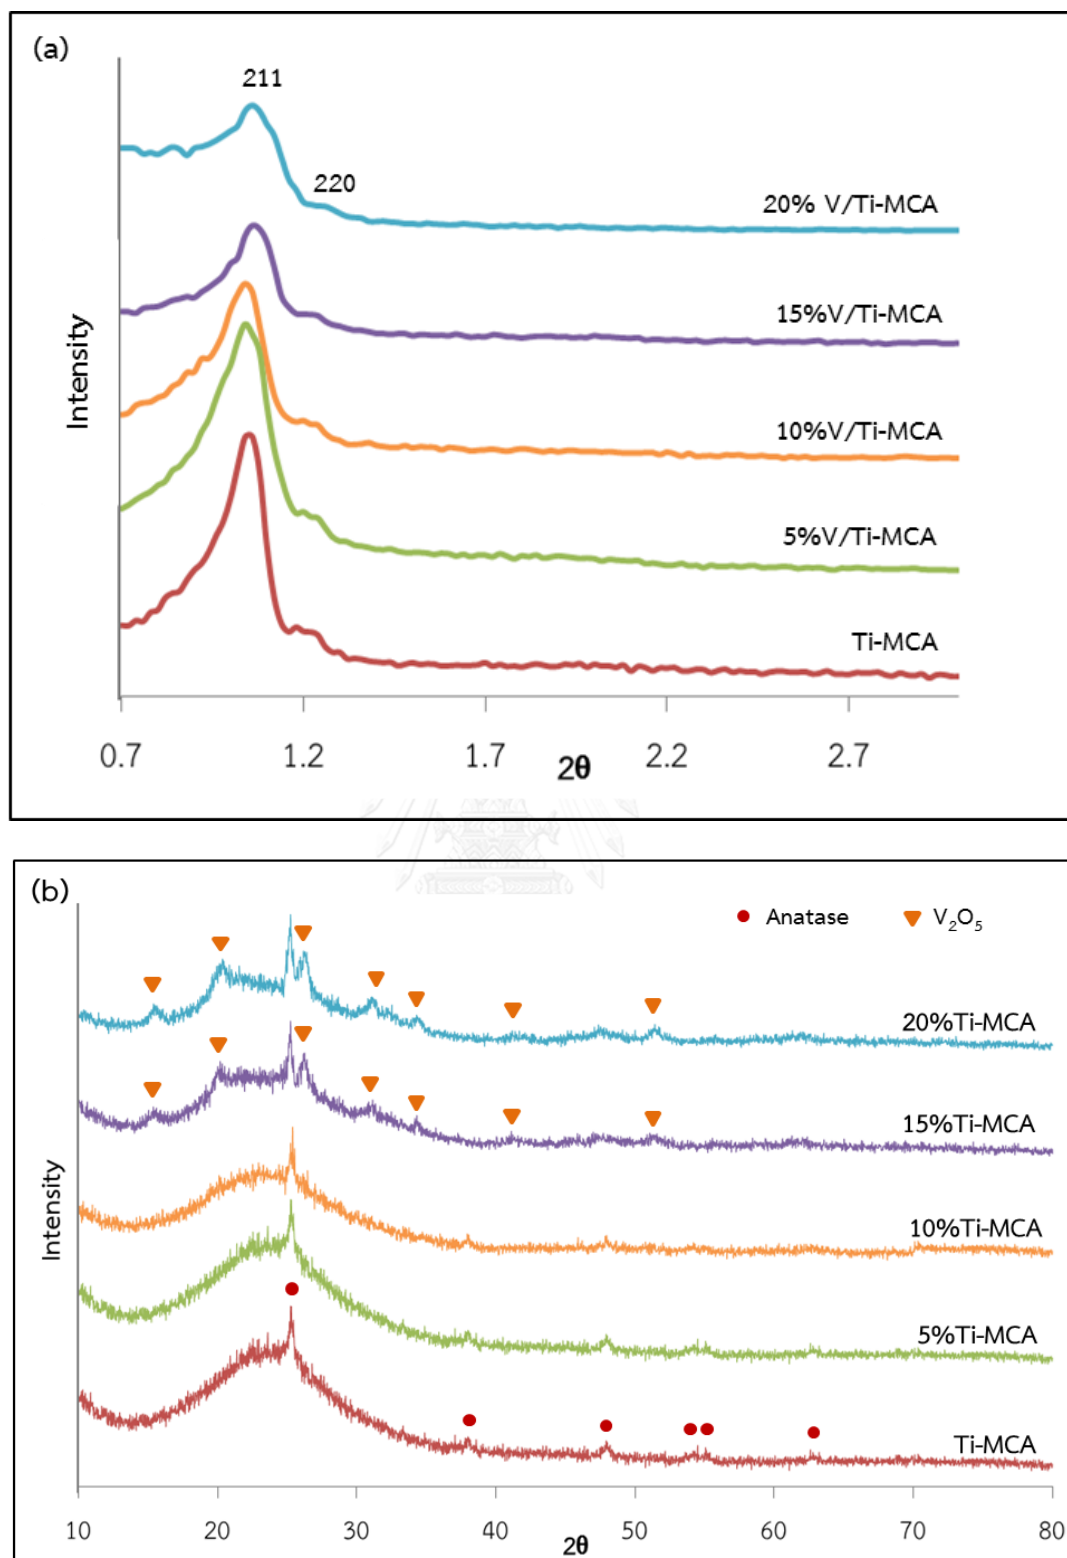 (a)
211
220
20% V/Ti-MCA
15%V/Ti-MCA
10%V/Ti-MCA
5%V/Ti-MCA
Ti-MCA
Intensity
0.7 1.2 1.7 2.2 2.7
2θ
(b)
Anatase V₂O₅
20%Ti-MCA
15%Ti-MCA
10%Ti-MCA
5%Ti-MCA
Ti-MCA
Intensity
10 20 30 40 50 60 70 80
2θ